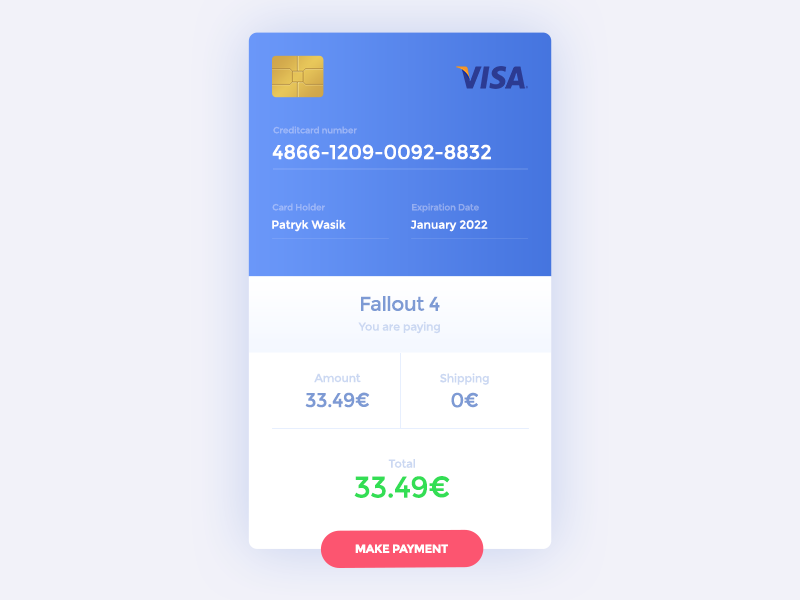 VISA
Creditcard number
4866-1209-0092-8832
Card Holder
Expiration Date
Patryk Wasik
January 2022
Fallout 4
You are paying
Amount
Shipping
33.49€
0€
Total
33.49€
MAKE PAYMENT